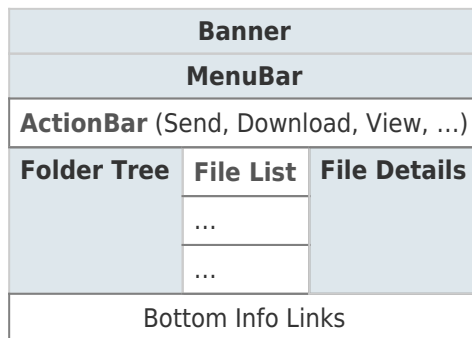 Banner
MenuBar
ActionBar (Send, Download, View, ...)
Folder Tree File List File Details
...
...
Bottom Info Links